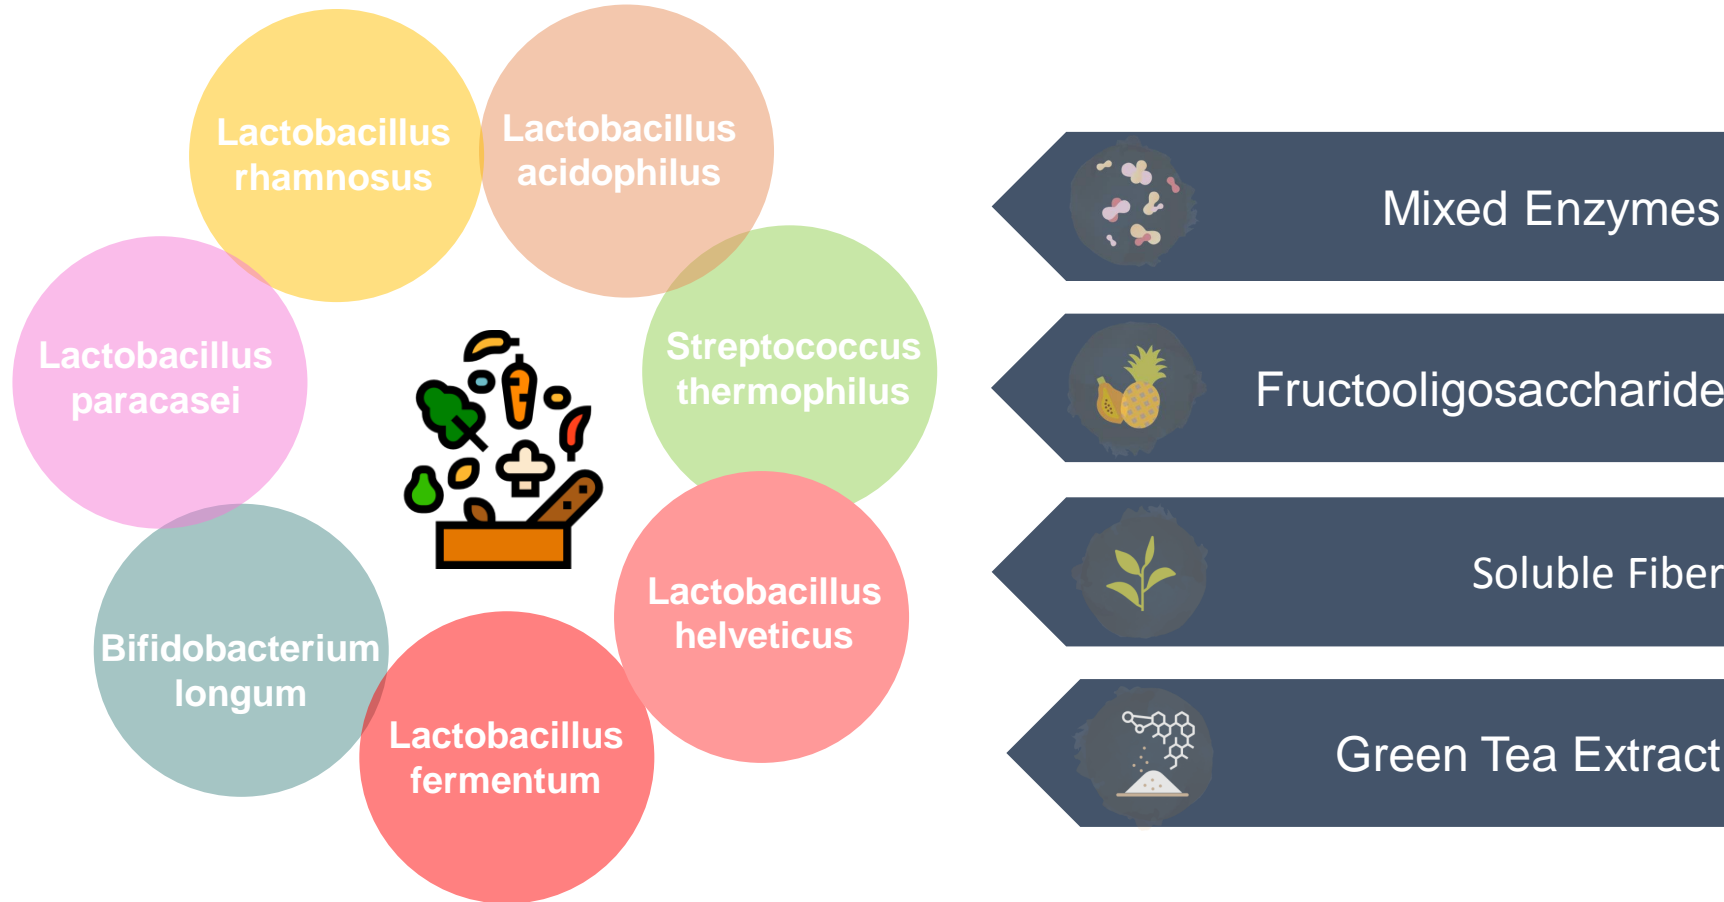 Lactobacillus
rhamnosus
Lactobacillus
acidophilus
Lactobacillus
paracasei
Streptococcus
thermophilus
Bifidobacterium
longum
Lactobacillus
helveticus
Lactobacillus
fermentum
Mixed Enzymes
Fructooligosaccharide
Soluble Fiber
Green Tea Extract